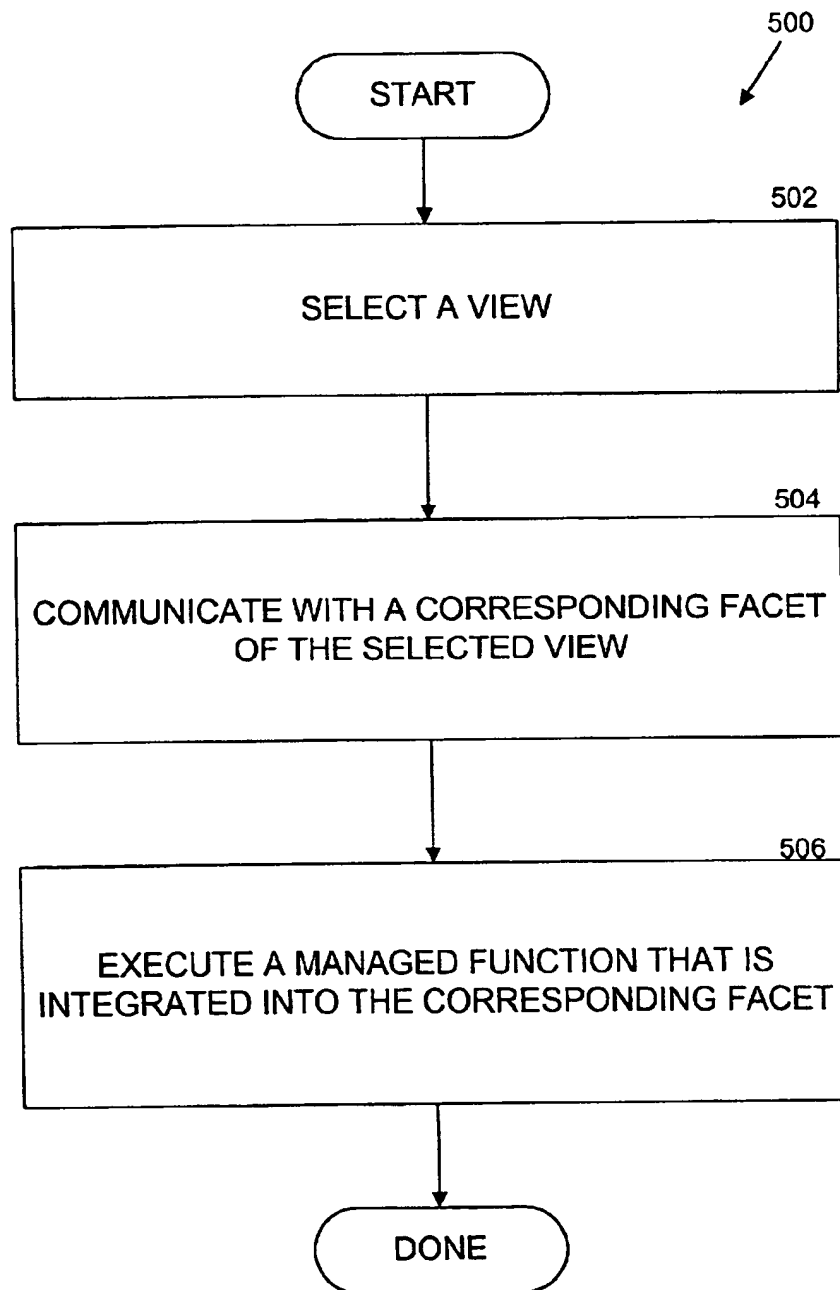 500
START
502
SELECT A VIEW
504
COMMUNICATE WITH A CORRESPONDING FACET
OF THE SELECTED VIEW
506
EXECUTE A MANAGED FUNCTION THAT IS
INTEGRATED INTO THE CORRESPONDING FACET
DONE